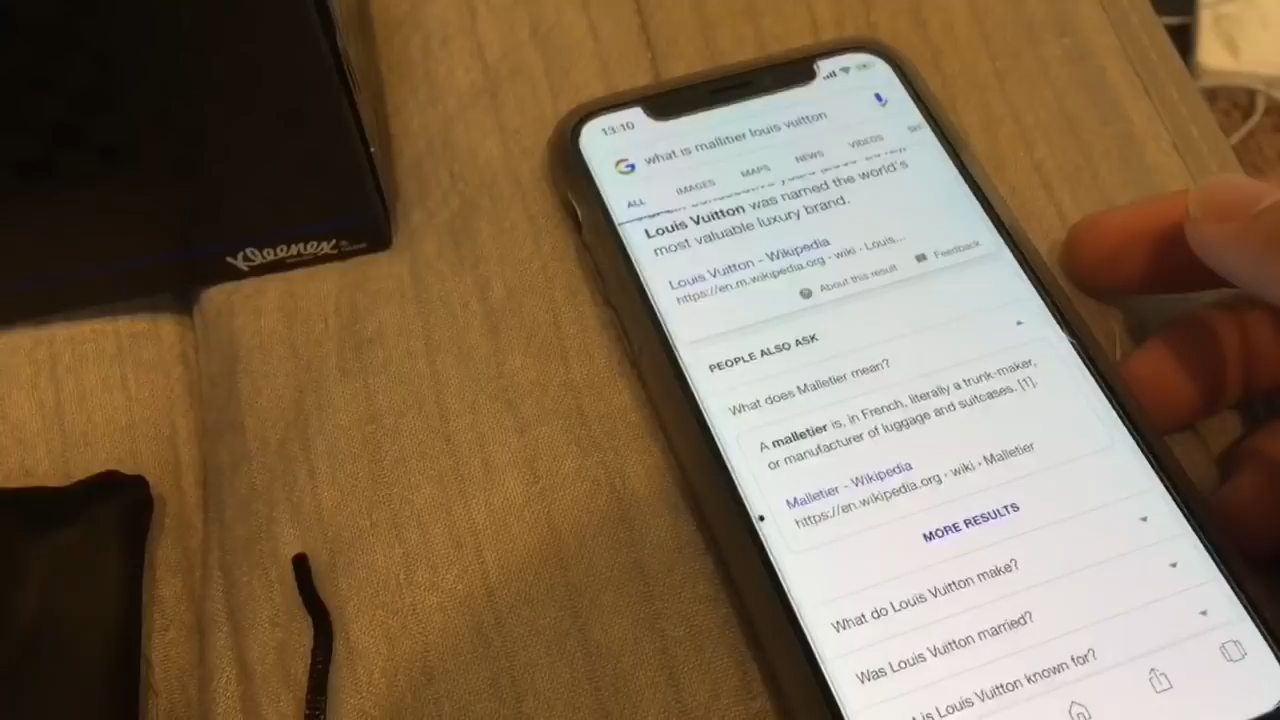 Kleenex
13:10
what is mallitier louis vuitton
ALL IMAGES MAPS NEWS VIDEOS
Louis Vuitton was named the world's
most valuable luxury brand.
Louis Vuitton - Wikipedia
https://en.m.wikipedia.org › wiki › Louis...
About this result Feedback
PEOPLE ALSO ASK
What does Malletier mean?
A malletier is, in French, literally a trunk-maker,
or manufacturer of luggage and suitcases. [1].
Malletier - Wikipedia
https://en.wikipedia.org › wiki › Malletier
MORE RESULTS
What do Louis Vuitton make?
Was Louis Vuitton married?
is Louis Vuitton known for?